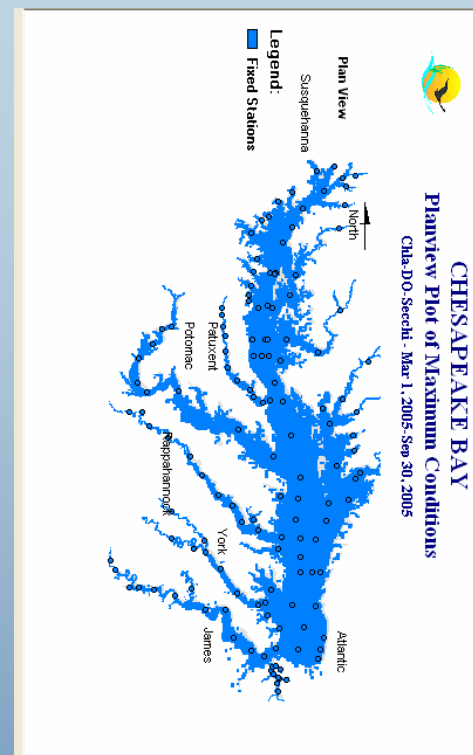 CHESAPEAKE BAY
Planview Plot of Maximum Conditions
Chla-DO-Secchi - Mar 1, 2005-Sep 30, 2005
Plan View
Legend:
Fixed Stations
North
Susquehanna
Patuxent
Potomac
Rappahannock
York
James
Atlantic